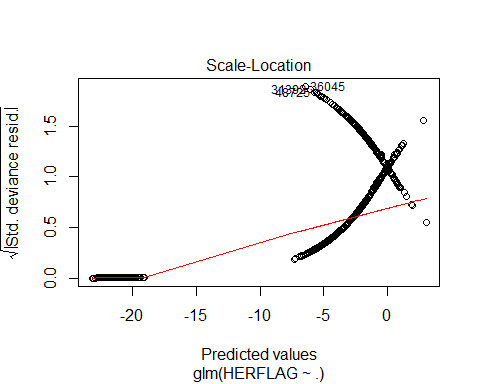 Scale-Location
√|Std. deviance resid.|
36045
0.0 0.5 1.0 1.5
-20 -15 -10 -5 0
Predicted values
glm(HERFLAG ~ .)